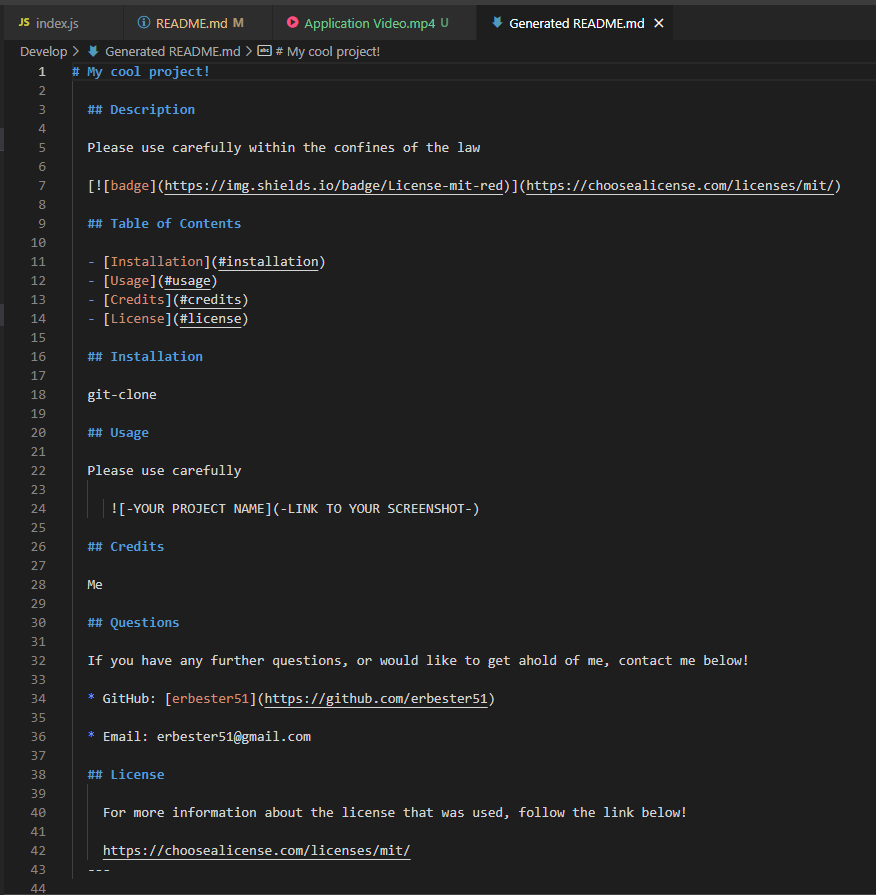 JS index.js README.md M Application Video.mp4 U Generated README.md ×
Develop > Generated README.md > abc # My cool project!
1 # My cool project!
2
3 ## Description
4
5 Please use carefully within the confines of the law
6
7 [![badge](https://img.shields.io/badge/License-mit-red)](https://choosealicense.com/licenses/mit/)
8
9 ## Table of Contents
10
11 - [Installation](#installation)
12 - [Usage](#usage)
13 - [Credits](#credits)
14 - [License](#license)
15
16 ## Installation
17
18 git-clone
19
20 ## Usage
21
22 Please use carefully
23
24 ![-YOUR PROJECT NAME](-LINK TO YOUR SCREENSHOT-)
25
26 ## Credits
27
28 Me
29
30 ## Questions
31
32 If you have any further questions, or would like to get ahold of me, contact me below!
33
34 * GitHub: [erbester51](https://github.com/erbester51)
35
36 * Email: erbester51@gmail.com
37
38 ## License
39
40 For more information about the license that was used, follow the link below!
41
42 https://choosealicense.com/licenses/mit/
43 ---
44